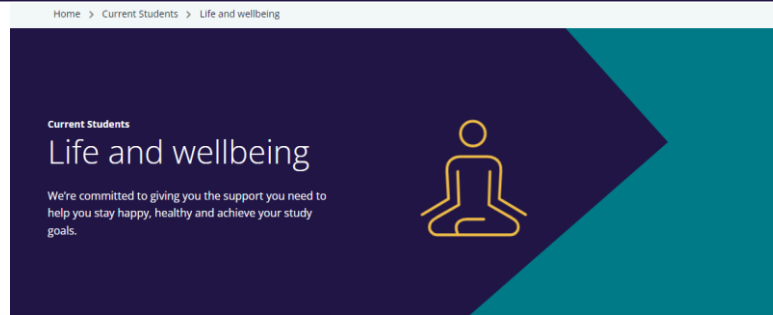 Home > Current Students > Life and wellbeing
Current Students
Life and wellbeing
We're committed to giving you the support you need to
help you stay happy, healthy and achieve your study
goals.